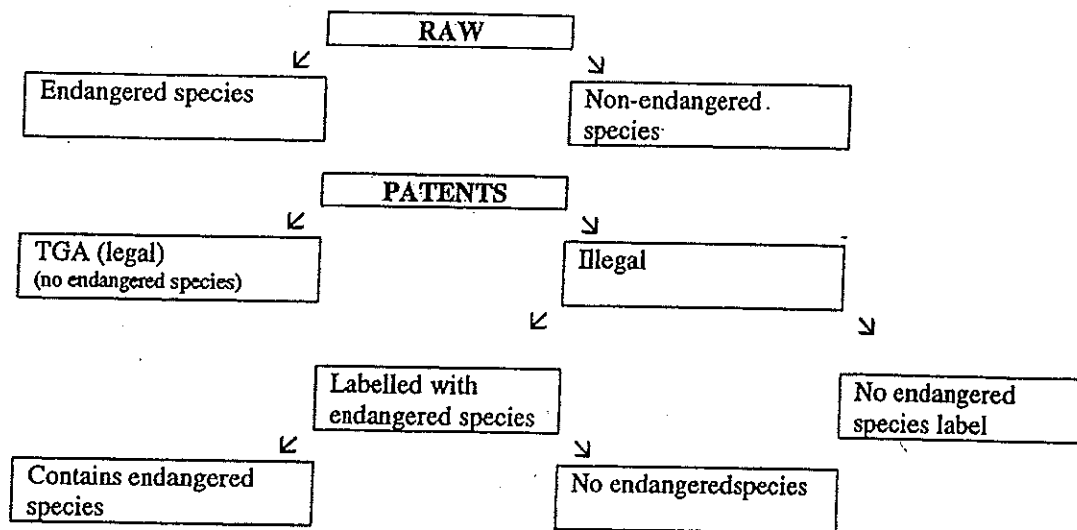 RAW
Endangered species
Non-endangered.
species
PATENTS
TGA (legal)
(no endangered species)
Illegal
Labelled with
endangered species
No endangered
species label
Contains endangered
species
No endangeredspecies